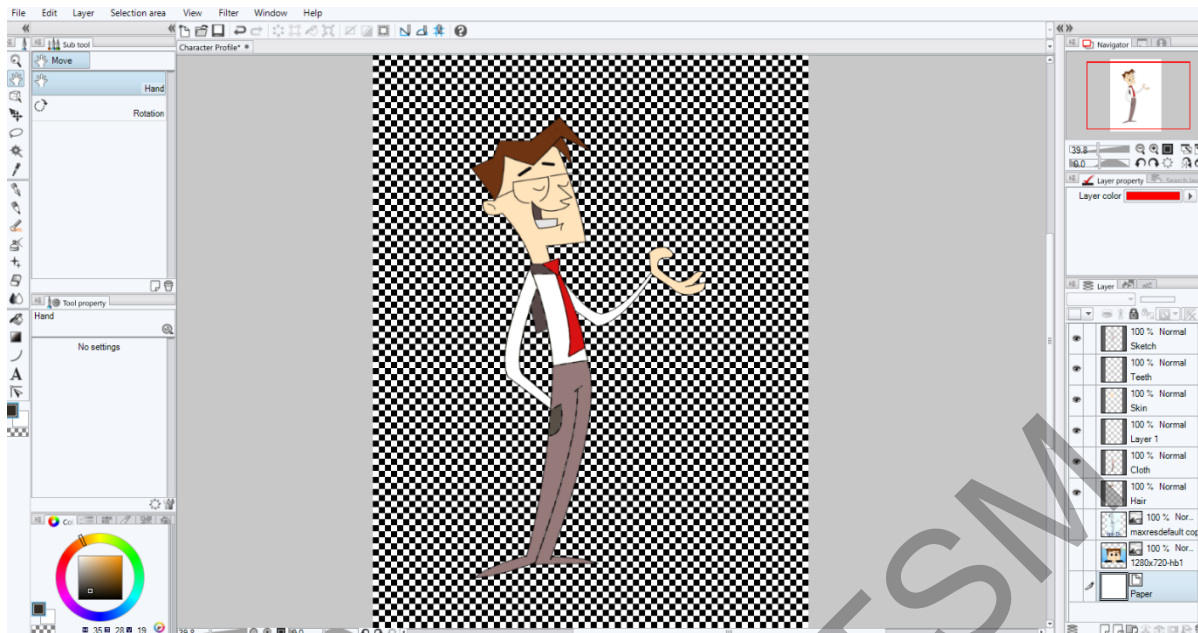 File Edit Layer Selection area View Filter Window Help
Sub tool
Character Profile*
Navigator
Move
Hand
Rotation
39.8
0.0
Layer property
Layer color
Layer
Tool property
Hand
No settings
100 % Normal
Sketch
100 % Normal
Teeth
100 % Normal
Skin
100 % Normal
Layer 1
100 % Normal
Cloth
100 % Normal
Hair
100 % Nor..
maxresdefault cop
100 % Nor..
1280x720-hb1
Paper
Co
35 28 19
39.8